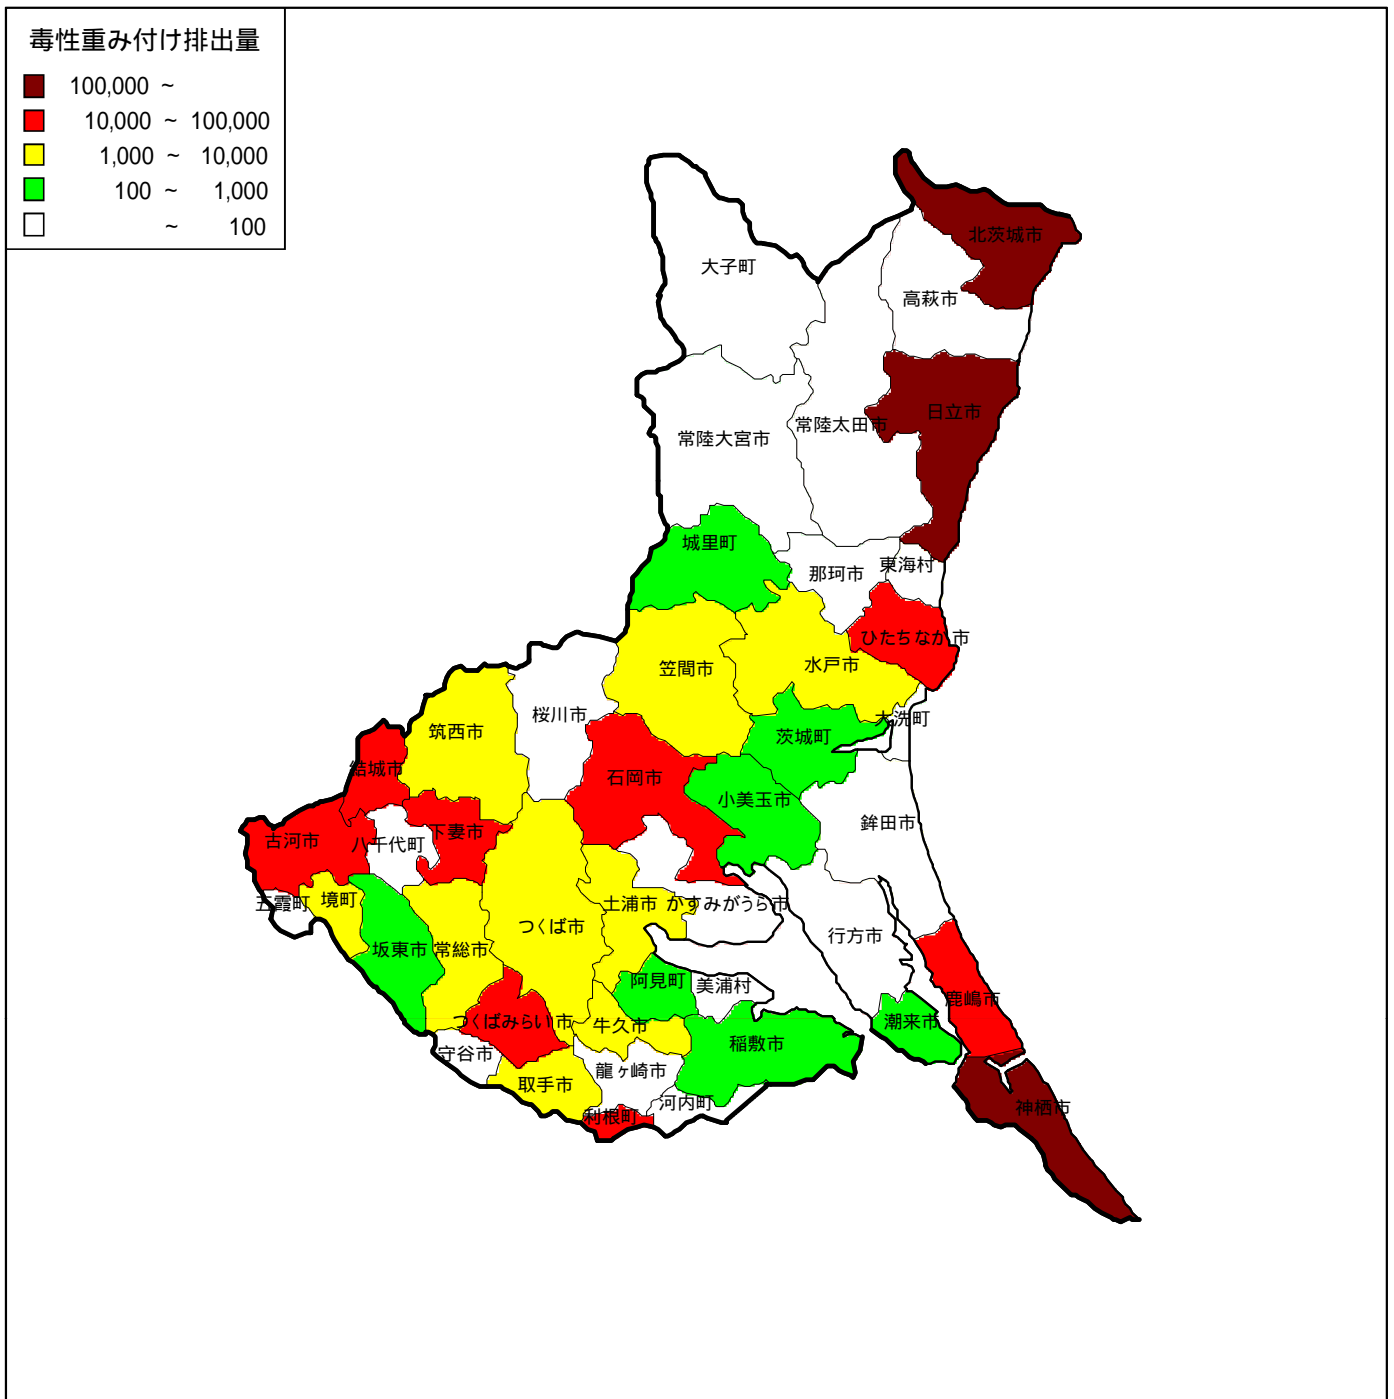 毒性重み付け排出量
100,000 ~
10,000 ~ 100,000
1,000 ~ 10,000
100 ~ 1,000
~ 100
北茨城市
大子町
高萩市
日立市
常陸太田市
常陸大宮市
城里町
東海村
那珂市
ひたちなか市
水戸市
笠間市
桜川市
大洗町
筑西市
茨城町
結城市
石岡市
小美玉市
鉾田市
下妻市
古河市
八千代町
境町
五霞町
土浦市
かすみがうら市
つくば市
行方市
坂東市
常総市
阿見町
美浦村
鹿嶋市
つくばみらい市
牛久市
潮来市
稲敷市
守谷市
龍ヶ崎市
取手市
河内町
利根町
神栖市